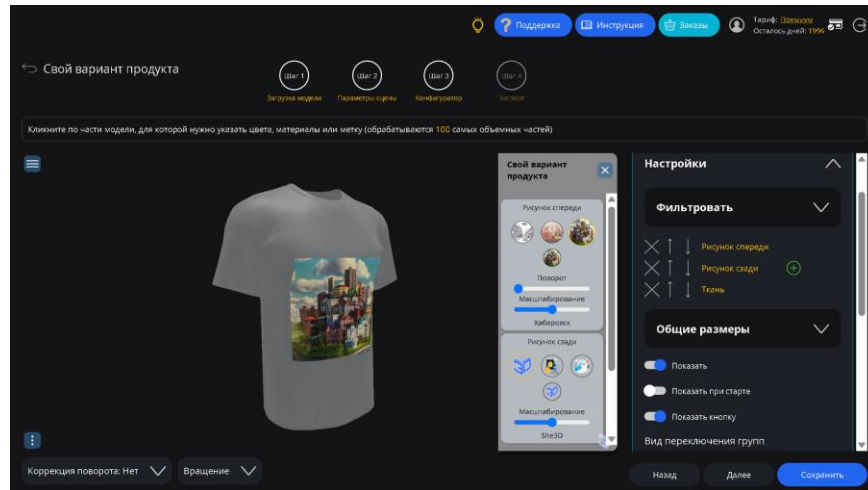 Поддержка
Инструкция
Заказы
Тариф: Премиум
Осталось дней: 1996
Свой вариант продукта
Шаг 1
Шаг 2
Шаг 3
Шаг 4
Загрузка модели
Параметры сцены
Конфигуратор
Экспорт
Кликните по части модели, для которой нужно указать цвета, материалы или метку (обрабатываются 100 самых объемных частей)
Свой вариант
продукта
Рисунок спереди
Поворот
Масштабирование
Хабаровск
Рисунок сзади
Масштабирование
Site3D
Настройки
Фильтровать
Рисунок спереди
Рисунок сзади
Ткань
Общие размеры
Показать
Показать при старте
Показать кнопку
Вид переключения групп
Коррекция поворота: Нет
Вращение
Назад
Далее
Сохранить